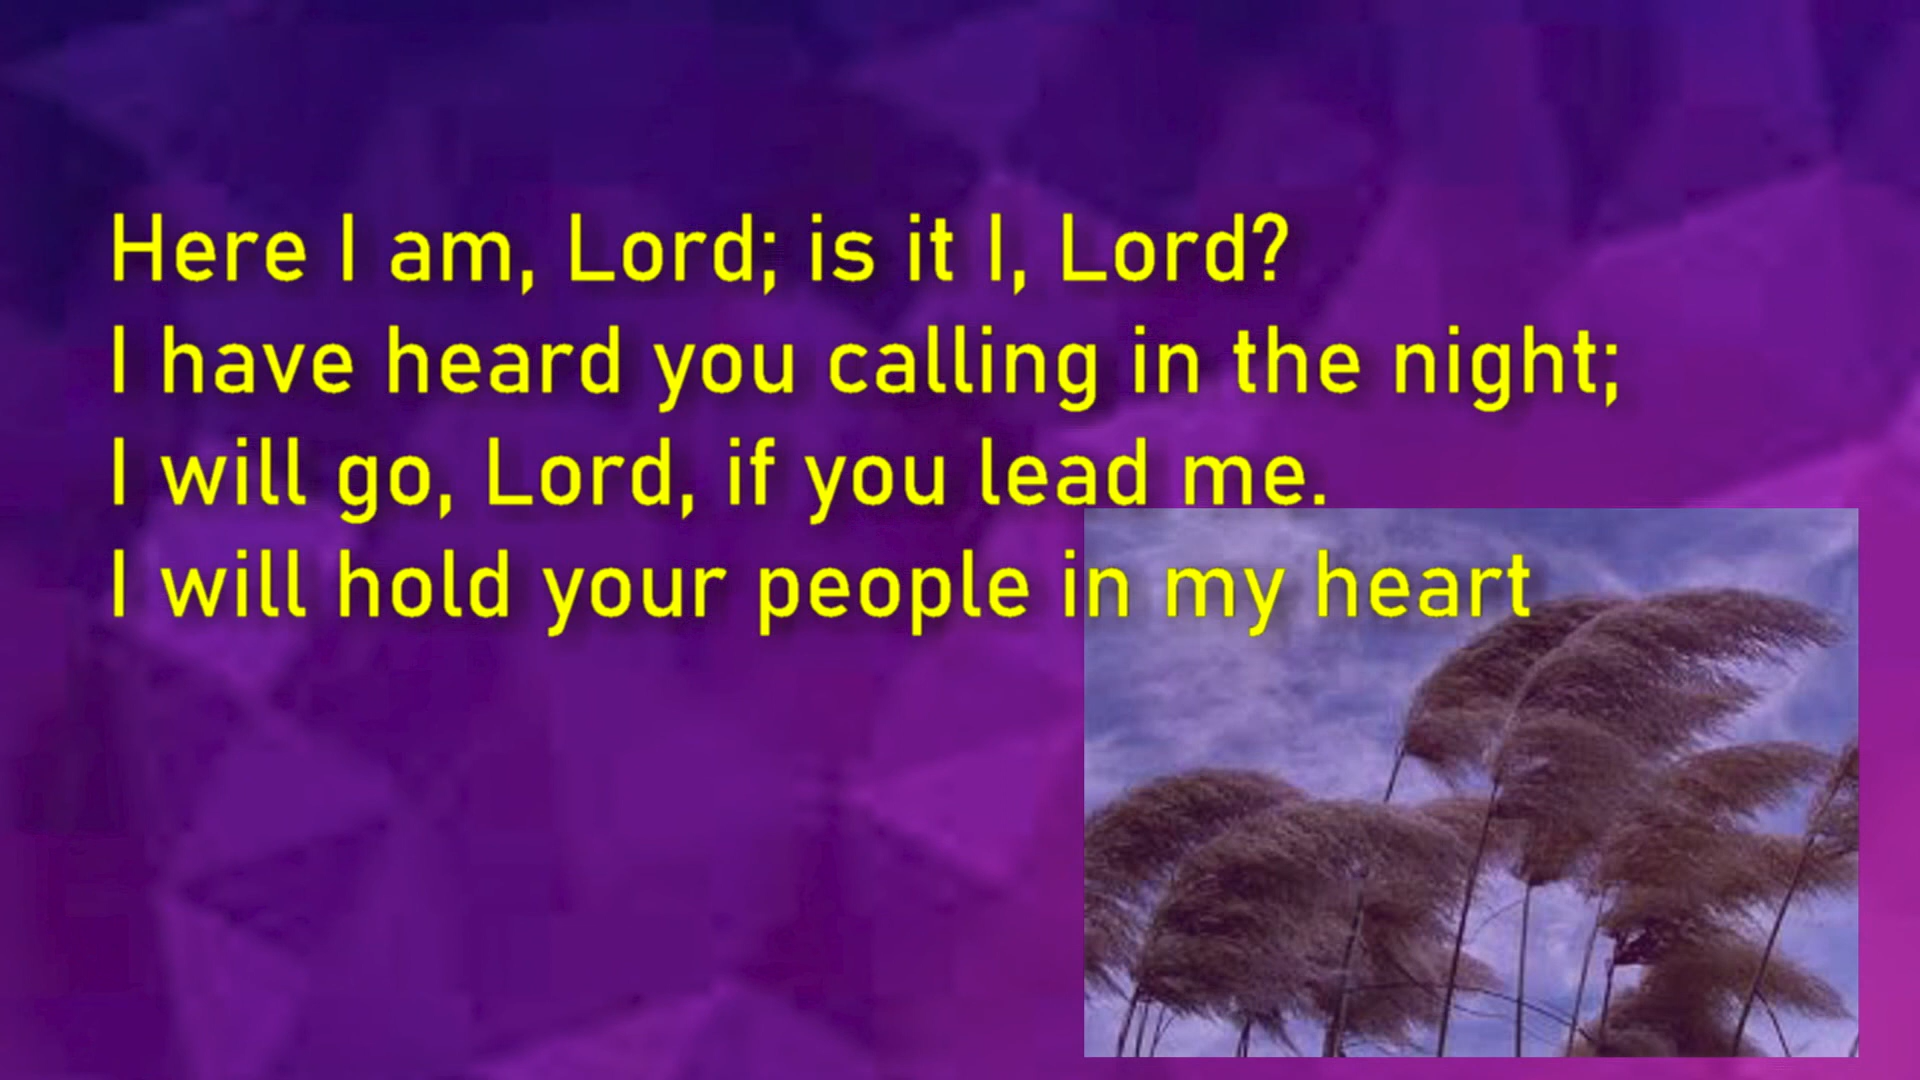 Here I am, Lord; is it I, Lord?
I have heard you calling in the night;
I will go, Lord, if you lead me.
I will hold your people in my heart